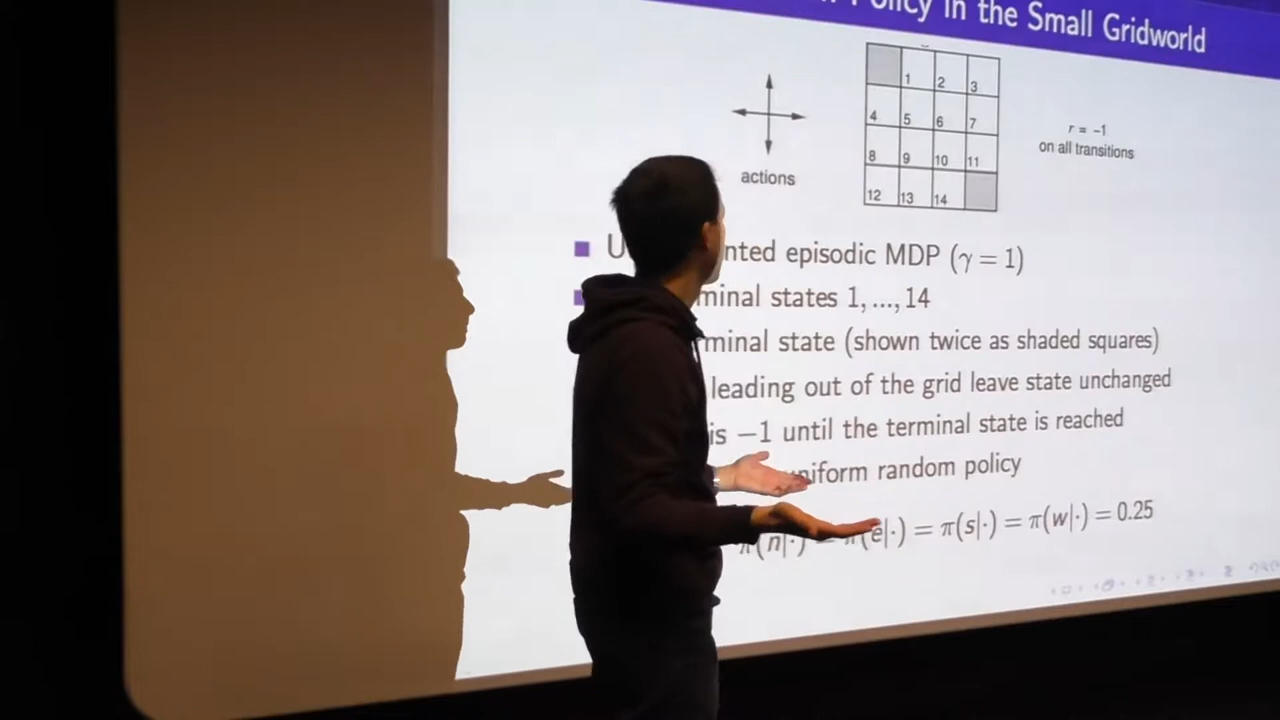 Policy in the Small Gridworld
1 2 3
4 5 6 7
8 9 10 11
12 13 14
actions
r = -1
on all transitions
nted episodic MDP (γ = 1)
minal states 1, ..., 14
minal state (shown twice as shaded squares)
leading out of the grid leave state unchanged
is −1 until the terminal state is reached
uniform random policy
π(n|·) = π(e|·) = π(s|·) = π(w|·) = 0.25